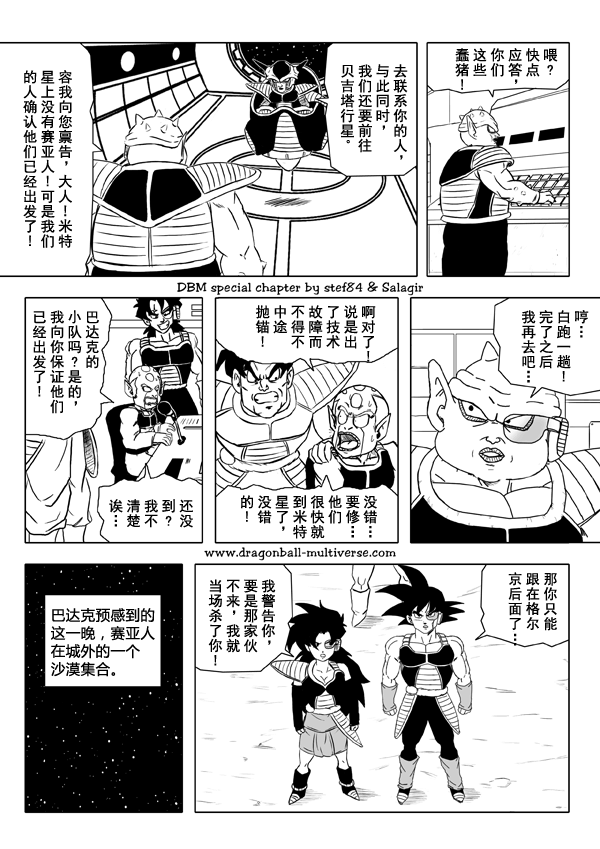 喂?
快点
应答,
你们
这些
蠢猪!
去联系你的人,
与此同时,
我们还要前往
贝吉塔行星。
容我向您禀告,大人!米特
星上没有赛亚人!可是我们
的人确认他们已经出发了!
DBM special chapter by stef84 & Salagir
哼…
白跑一趟!
完了之后
我再去吧…
啊对了!
说是出
了技术
故障而
不得不
中途
抛锚!
没错…
要修…
他们
很快就
到米特
星了,
没错
的!
巴达克的
小队吗?是的,
我向你保证他们
已经出发了!
还没
到?
我不
清楚
诶…
www.dragonball-multiverse.com
那你只能
跟在格尔
京后面了…
我警告你,
要是那家伙
不来,我就
当场杀了你!
巴达克预感到的
这一晚,赛亚人
在城外的一个
沙漠集合。